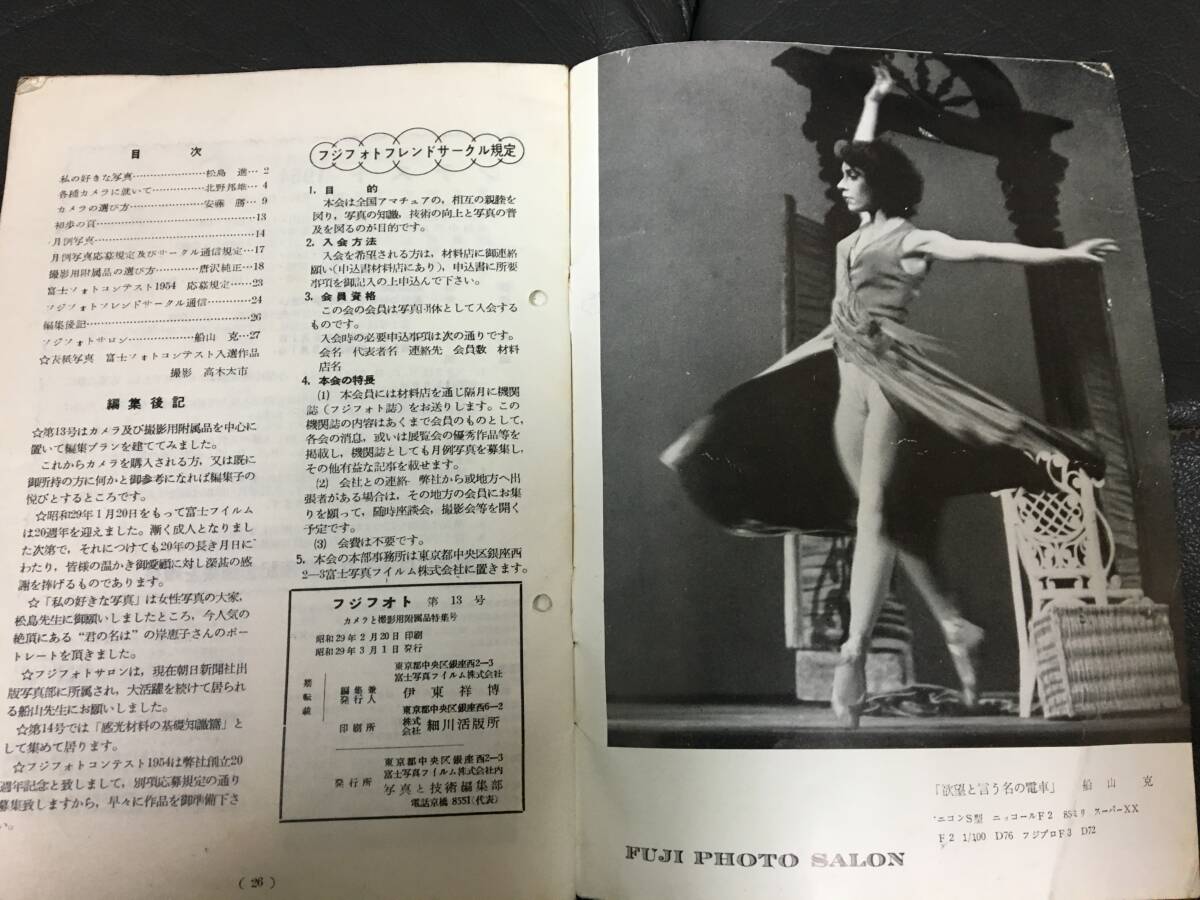 目次
私の好きな写真…………………松島 進… 2
各種カメラに就いて……………北野邦雄… 4
カメラの選び方…………………安藤 勝… 9
初歩の頁……………………………………13
月例写真……………………………………14
月例写真応募規定及びサークル通信規定…17
撮影用附属品の選び方…………唐沢純正…18
富士フォトコンテスト1954 応募規定……23
フジフォトフレンドサークル通信…………24
編集後記……………………………………26
フジフォトサロン………………船山 克…27
☆表紙写真 富士フォトコンテスト入選作品
撮影 高木大市
編集後記
☆第13号はカメラ及び撮影用附属品を中心に
置いて編集プランを建ててみました。
これからカメラを購入される方,又は既に
御所持の方に何かと御参考になれば編集子の
悦びとするところです。
☆昭和29年1月20日をもって富士フイルム
は20週年を迎えました。漸く成人となりまし
た次第で,それにつけても20年の長き月日に
わたり,皆様の温かき御愛顧に対し深甚の感
謝を捧げるものであります。
☆「私の好きな写真」は女性写真の大家,
松島先生に御願いしましたところ,今人気の
絶頂にある“君の名は”の岸恵子さんのポー
トレートを頂きました。
☆フジフォトサロンは,現在朝日新聞社出
版写真部に所属され,大活躍を続けて居られ
る船山先生にお願いしました。
☆第14号では「感光材料の基礎知識篇」と
して集めて居ります。
☆フジフォトコンテスト1954は弊社創立20
週年記念と致しまして,別項応募規定の通り
募集致しますから,早々に作品を御準備下さ
い。
(26)
フジフォトフレンドサークル規定
1. 目的
本会は全国アマチュアの,相互の親睦を
図り,写真の知識,技術の向上と写真の普
及を図るのが目的です。
2. 入会方法
入会を希望される方は,材料店に御連絡
願い(申込書材料店にあり),申込書に所要
事項を御記入の上申込んで下さい。
3. 会員資格
この会の会員は写真団体として入会する
ものです。
入会時の必要申込事項は次の通りです。
会名 代表者名 連絡先 会員数 材料
店名
4. 本会の特長
(1) 本会員には材料店を通じ隔月に機関
誌(フジフォト誌)をお送りします。この
機関誌の内容はあくまで会員のものとして,
各会の消息,或いは展覧会の優秀作品等を
掲載し,機関誌としても月例写真を募集し,
その他有益な記事を載せます。
(2) 会社との連絡 弊社から或地方へ出
張者がある場合は,その地方の会員にお集
りを願って,随時座談会,撮影会等を開く
予定です。
(3) 会費は不要です。
5. 本会の本部事務所は東京都中央区銀座西
2—3富士写真フイルム株式会社に置きます。
フジフオト 第13号
カメラと撮影用附属品特集号
昭和29年2月20日 印刷
昭和29年3月1日 発行
禁転載
東京都中央区銀座西2—3
富士写真フイルム株式会社
編集兼発行人 伊東祥博
東京都中央区銀座西6—2
印刷所 株式会社 細川活版所
東京都中央区銀座西2—3
富士写真フイルム株式会社内
発行所 写真と技術編集部
電話京橋 8551(代表)
「欲望と言う名の電車」 船山 克
ニコンS型 ニッコールF2 85ミリ スーパーXX
F2 1/100 D76 フジブロF3 D72
FUJI PHOTO SALON